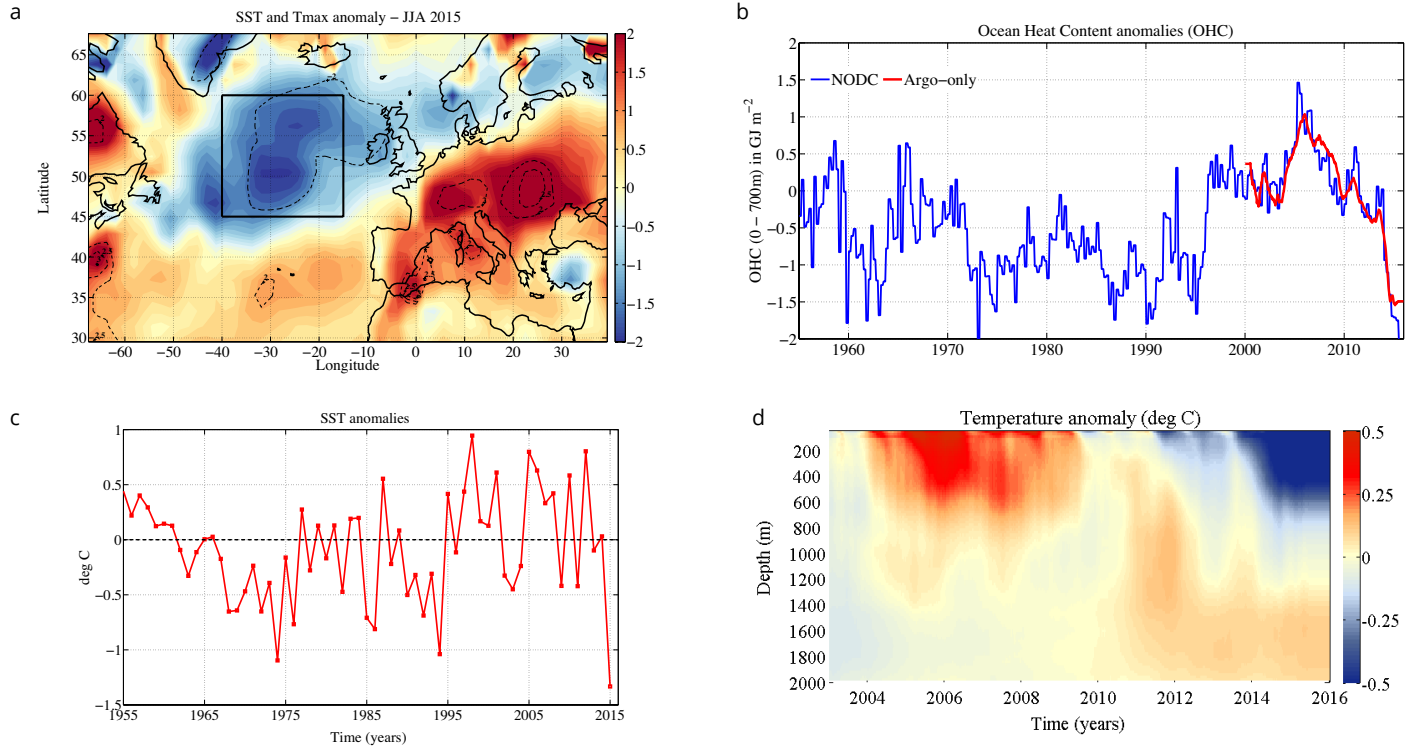 a
SST and Tmax anomaly − JJA 2015
65
60
55
50
45
40
35
30
Latitude
−60 −50 −40 −30 −20 −10 0 10 20 30
Longitude
2
1.5
1
0.5
0
−0.5
−1
−1.5
−2
2.5
2.5
b
Ocean Heat Content anomalies (OHC)
NODC Argo−only
OHC (0 − 700m) in GJ m−2
2
1.5
1
0.5
0
−0.5
−1
−1.5
−2
1960 1970 1980 1990 2000 2010
c
SST anomalies
deg C
1
0.5
0
−0.5
−1
−1.5
1955 1965 1975 1985 1995 2005 2015
Time (years)
d
Temperature anomaly (deg C)
Depth (m)
200
400
600
800
1000
1200
1400
1600
1800
2000
2004 2006 2008 2010 2012 2014 2016
Time (years)
0.5
0.25
0
-0.25
-0.5